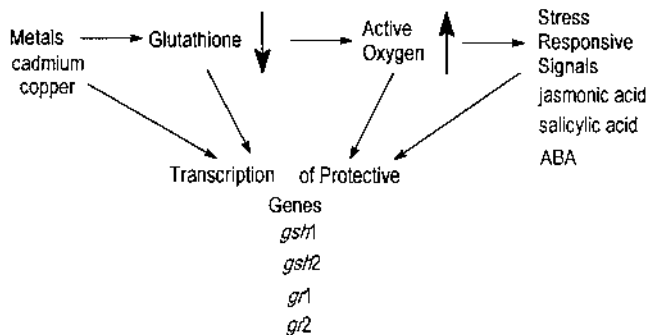 Metals
cadmium
copper
Glutathione
Active
Oxygen
Stress
Responsive
Signals
jasmonic acid
salicylic acid
ABA
Transcription of Protective
Genes
gsh1
gsh2
gr1
gr2